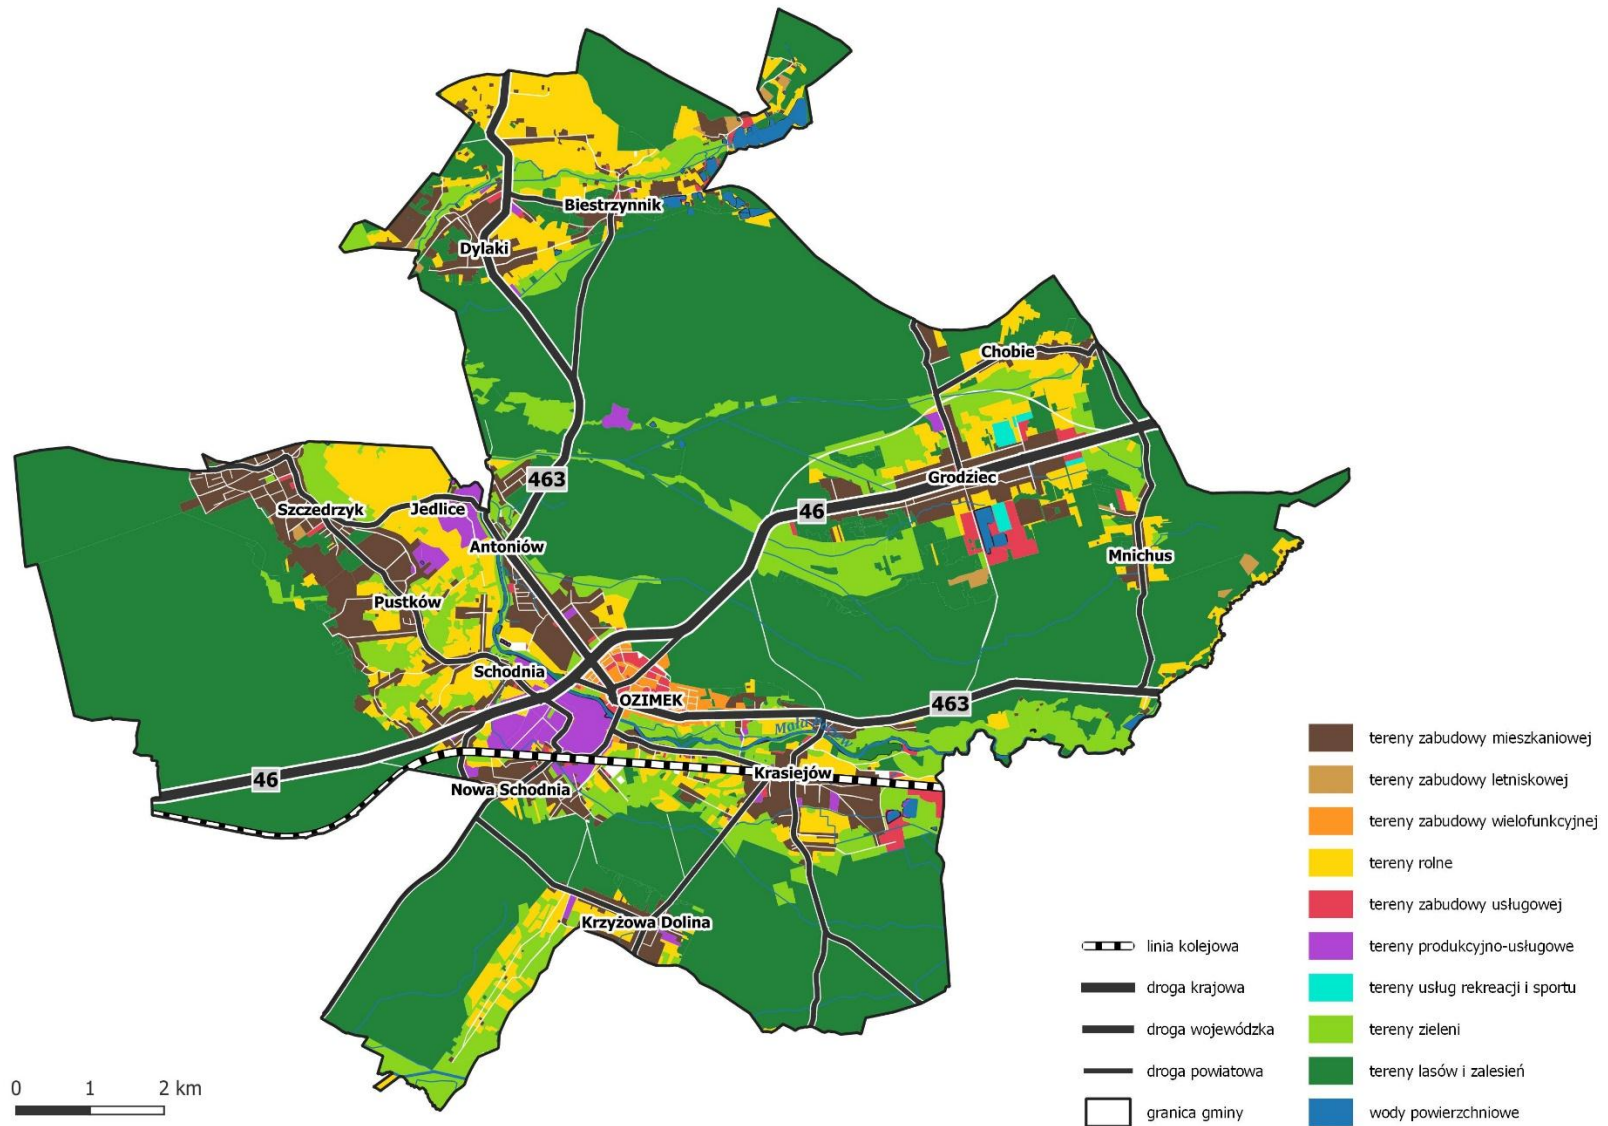 Biestrzynnik
Dylaki
Chobie
463
Grodziec
Szczedrzyk
Jedlice
46
Antoniów
Mnichus
Pustków
Schodnia
OZIMEK
463
Mała Panew
Krasiejów
46
Nowa Schodnia
Krzyżowa Dolina
0 1 2 km
linia kolejowa
droga krajowa
droga wojewódzka
droga powiatowa
granica gminy
tereny zabudowy mieszkaniowej
tereny zabudowy letniskowej
tereny zabudowy wielofunkcyjnej
tereny rolne
tereny zabudowy usługowej
tereny produkcyjno-usługowe
tereny usług rekreacji i sportu
tereny zieleni
tereny lasów i zalesień
wody powierzchniowe